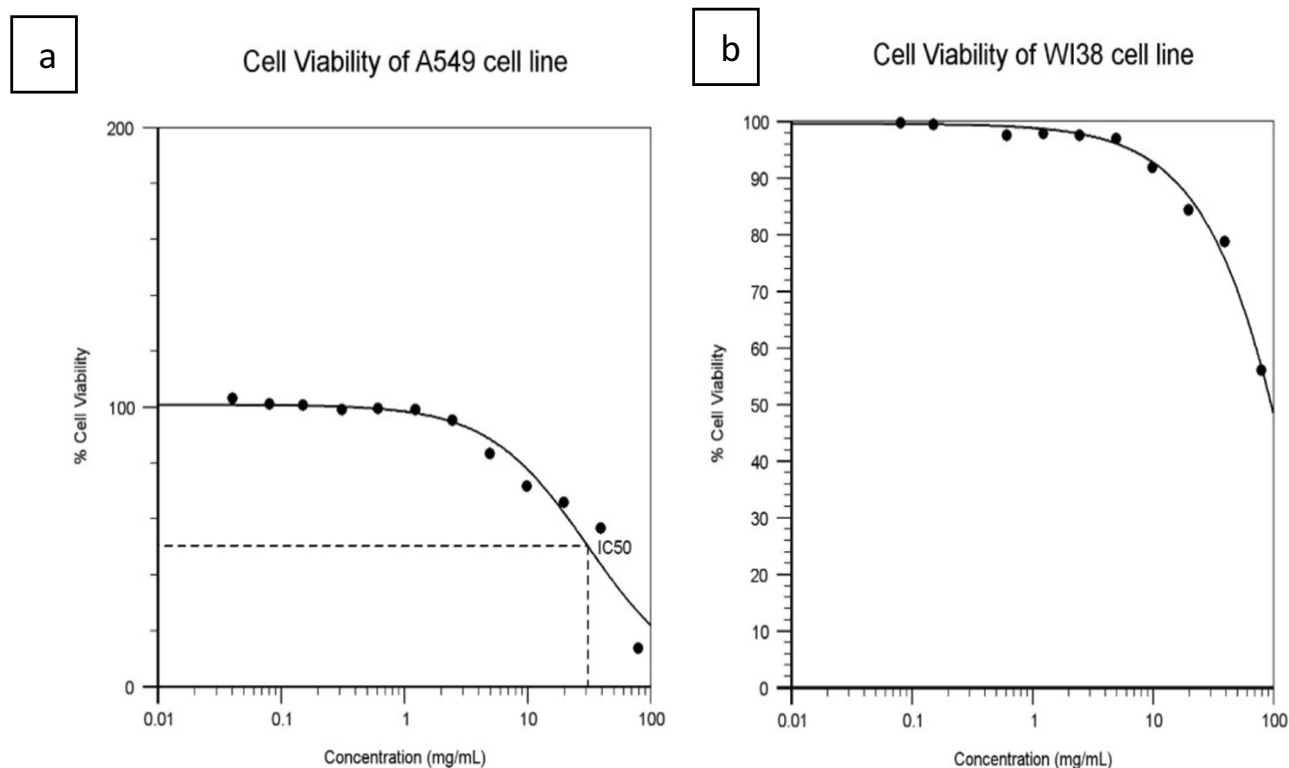 a
Cell Viability of A549 cell line
200
100
0
% Cell Viability
IC50
0.01 0.1 1 10 100
Concentration (mg/mL)
b
Cell Viability of WI38 cell line
100
90
80
70
60
50
40
30
20
10
0
% Cell Viability
0.01 0.1 1 10 100
Concentration (mg/mL)